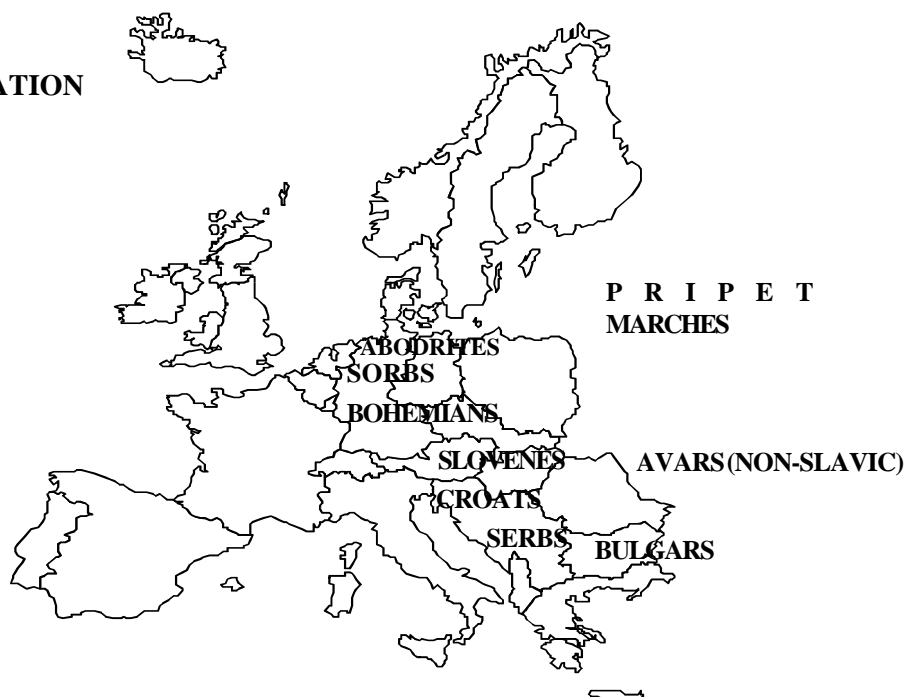 ATION
P R I P E T
MARCHES
ABODRITES
SORBS
BOHEMIANS
SLOVENES
AVARS (NON-SLAVIC)
CROATS
SERBS
BULGARS